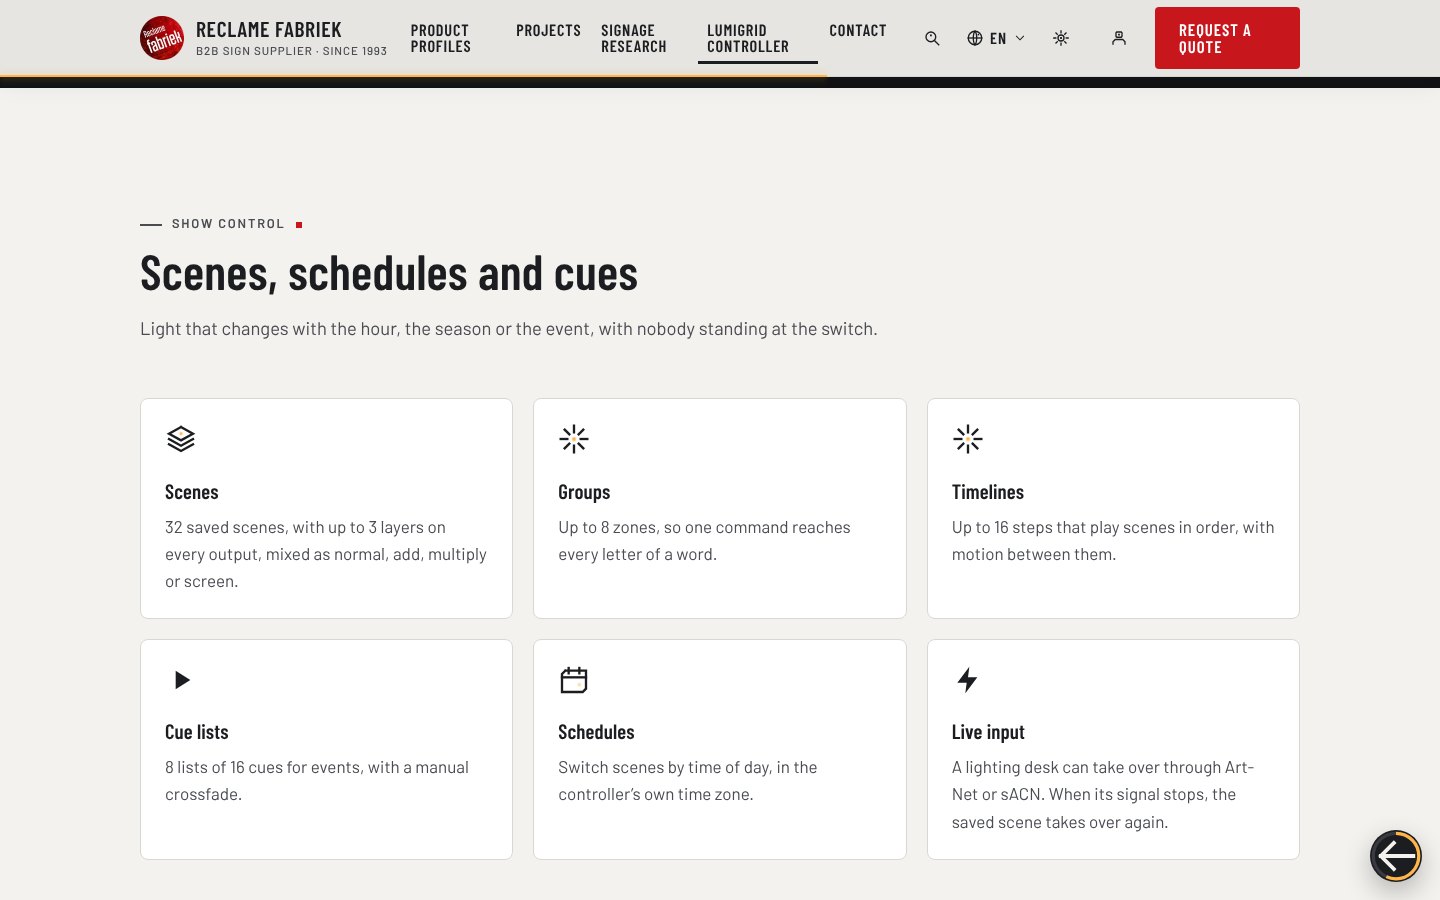 Reclame
fabriek
RECLAME FABRIEK
B2B SIGN SUPPLIER · SINCE 1993
PRODUCT
PROFILES
PROJECTS
SIGNAGE
RESEARCH
LUMIGRID
CONTROLLER
CONTACT
EN
REQUEST A
QUOTE
SHOW CONTROL
Scenes, schedules and cues
Light that changes with the hour, the season or the event, with nobody standing at the switch.
Scenes
32 saved scenes, with up to 3 layers on
every output, mixed as normal, add, multiply
or screen.
Groups
Up to 8 zones, so one command reaches
every letter of a word.
Timelines
Up to 16 steps that play scenes in order, with
motion between them.
Cue lists
8 lists of 16 cues for events, with a manual
crossfade.
Schedules
Switch scenes by time of day, in the
controller’s own time zone.
Live input
A lighting desk can take over through Art-
Net or sACN. When its signal stops, the
saved scene takes over again.